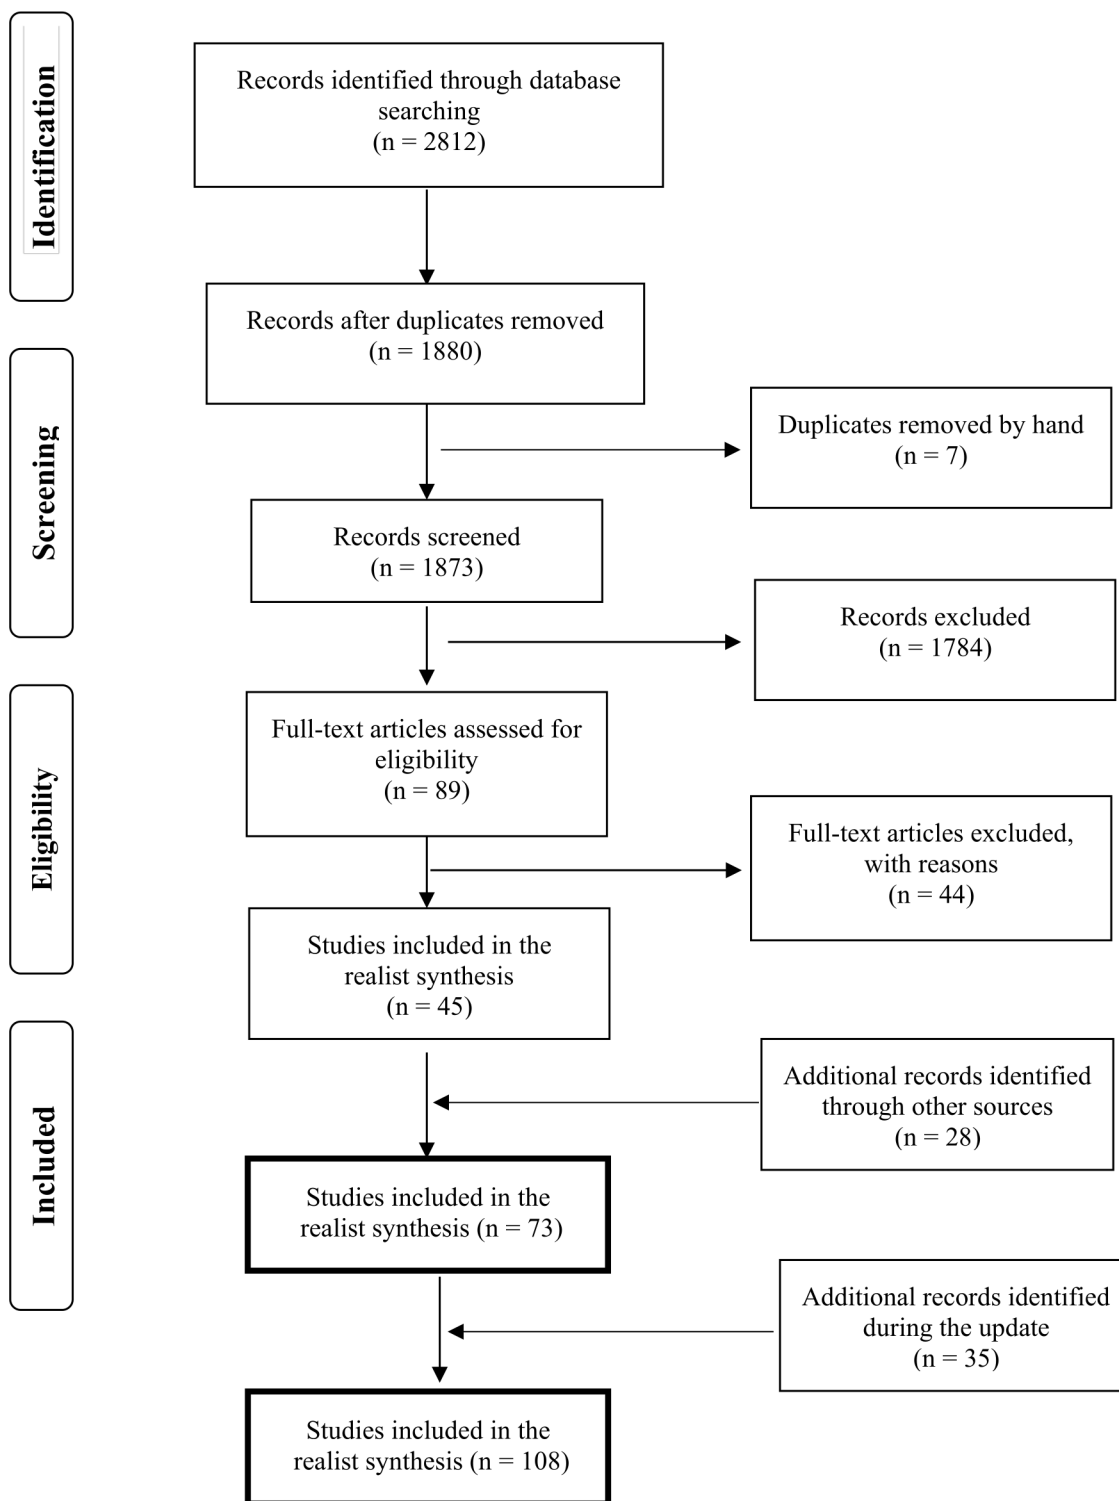 Identification
Records identified through database
searching
(n = 2812)
Records after duplicates removed
(n = 1880)
Screening
Duplicates removed by hand
(n = 7)
Records screened
(n = 1873)
Records excluded
(n = 1784)
Eligibility
Full-text articles assessed for
eligibility
(n = 89)
Full-text articles excluded,
with reasons
(n = 44)
Studies included in the
realist synthesis
(n = 45)
Included
Additional records identified
through other sources
(n = 28)
Studies included in the
realist synthesis (n = 73)
Additional records identified
during the update
(n = 35)
Studies included in the
realist synthesis (n = 108)